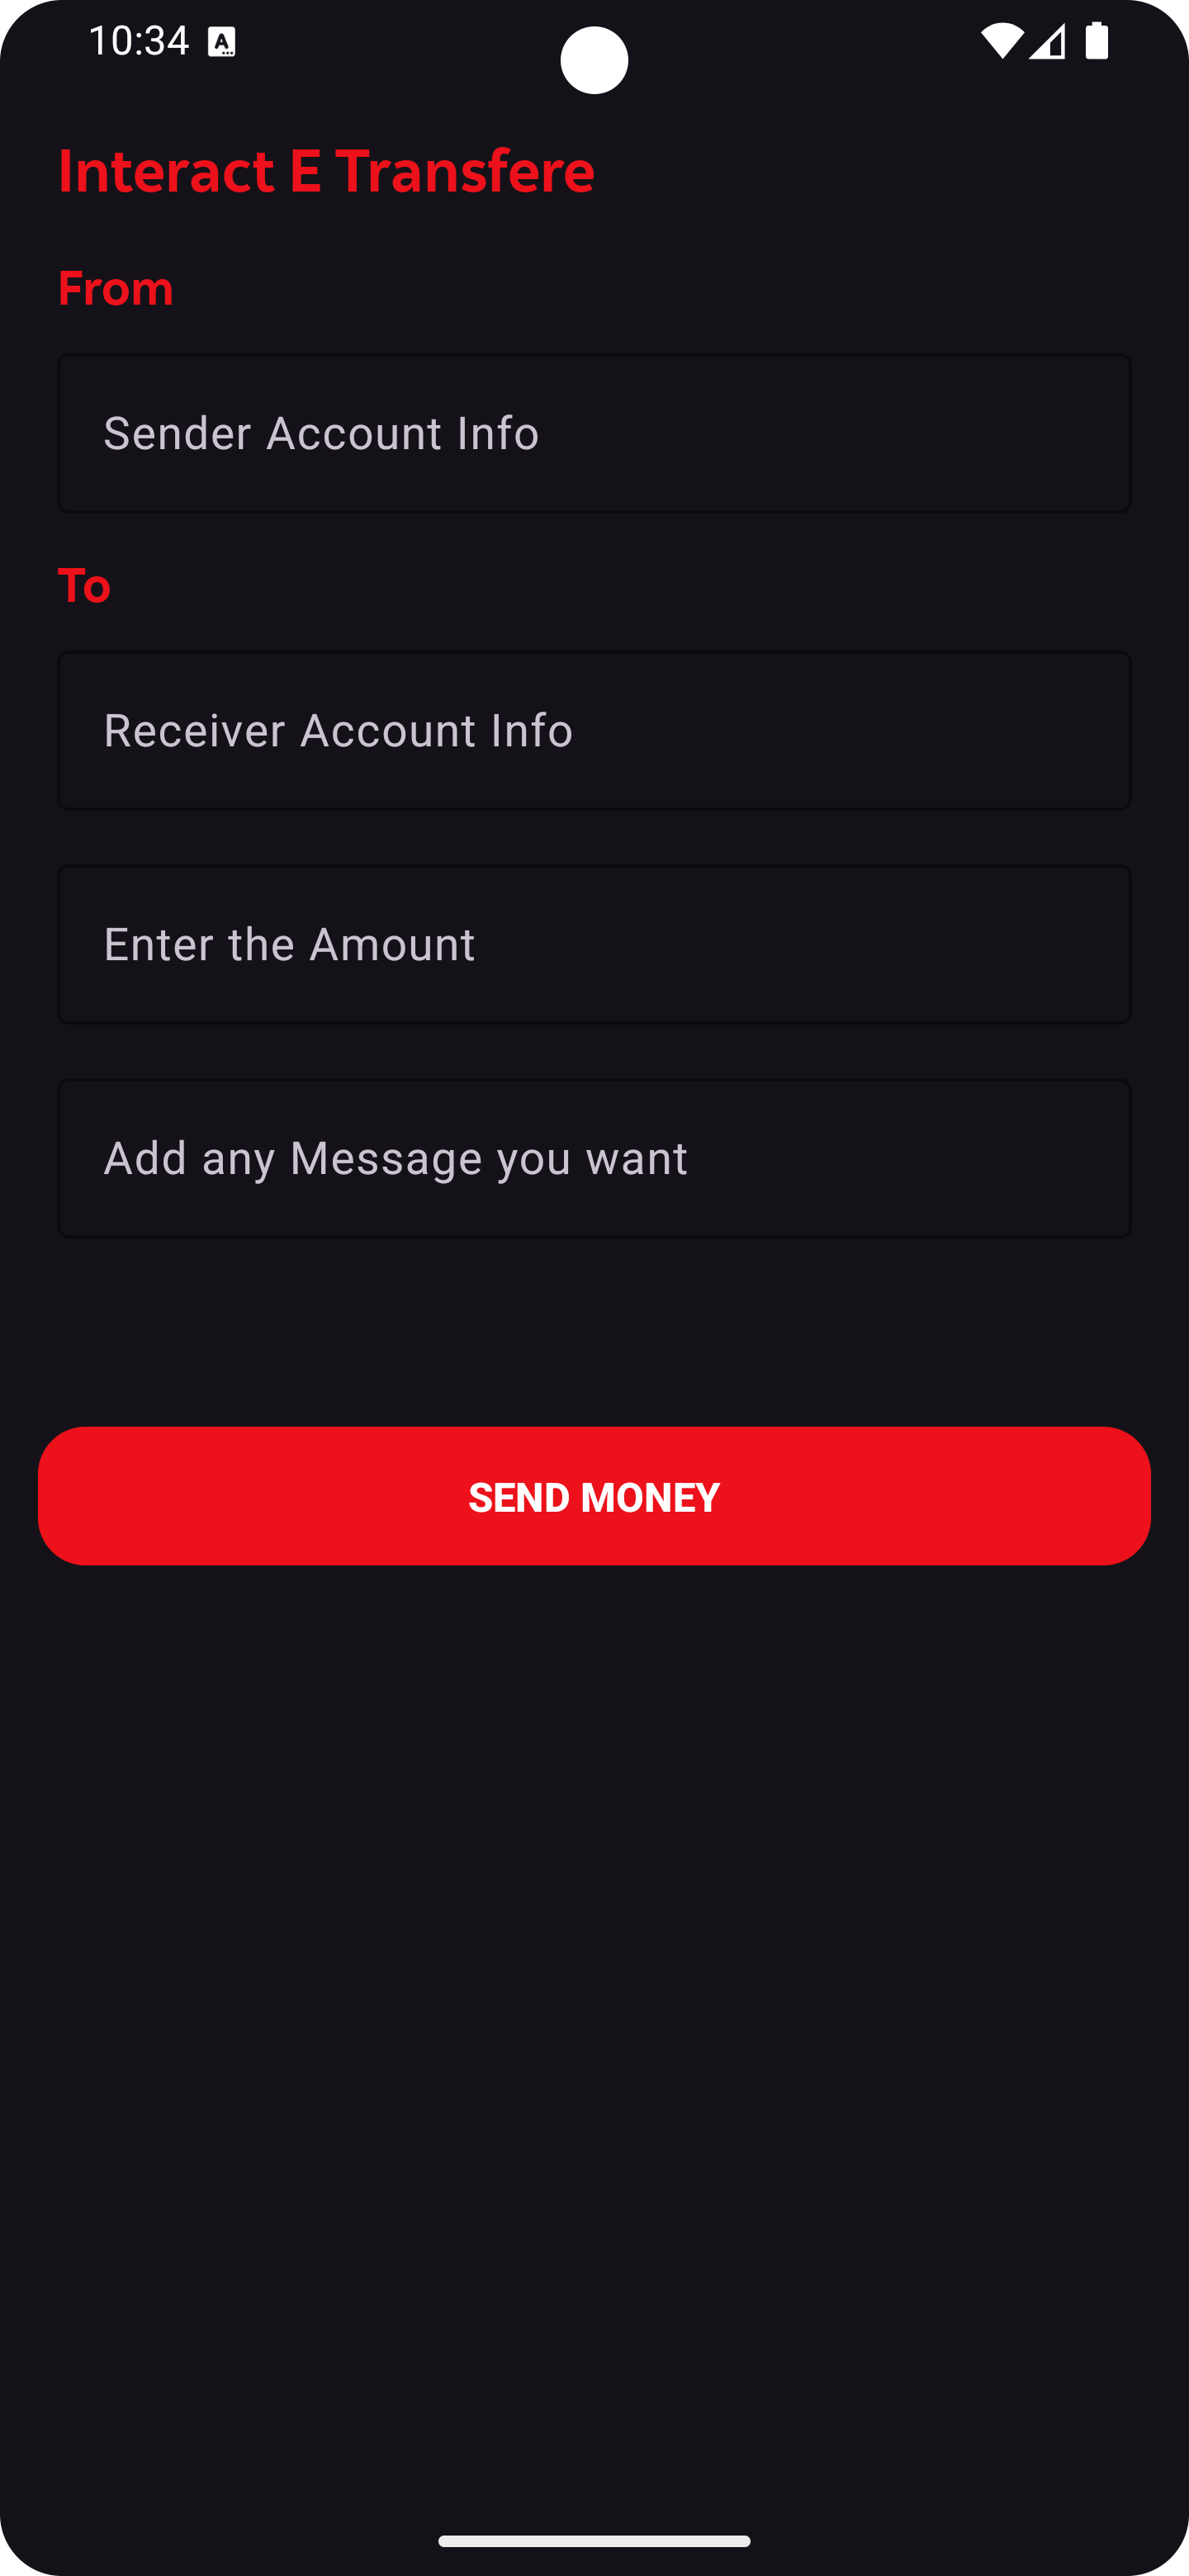 10:34
Interact E Transfere
From
Sender Account Info
To
Receiver Account Info
Enter the Amount
Add any Message you want
SEND MONEY